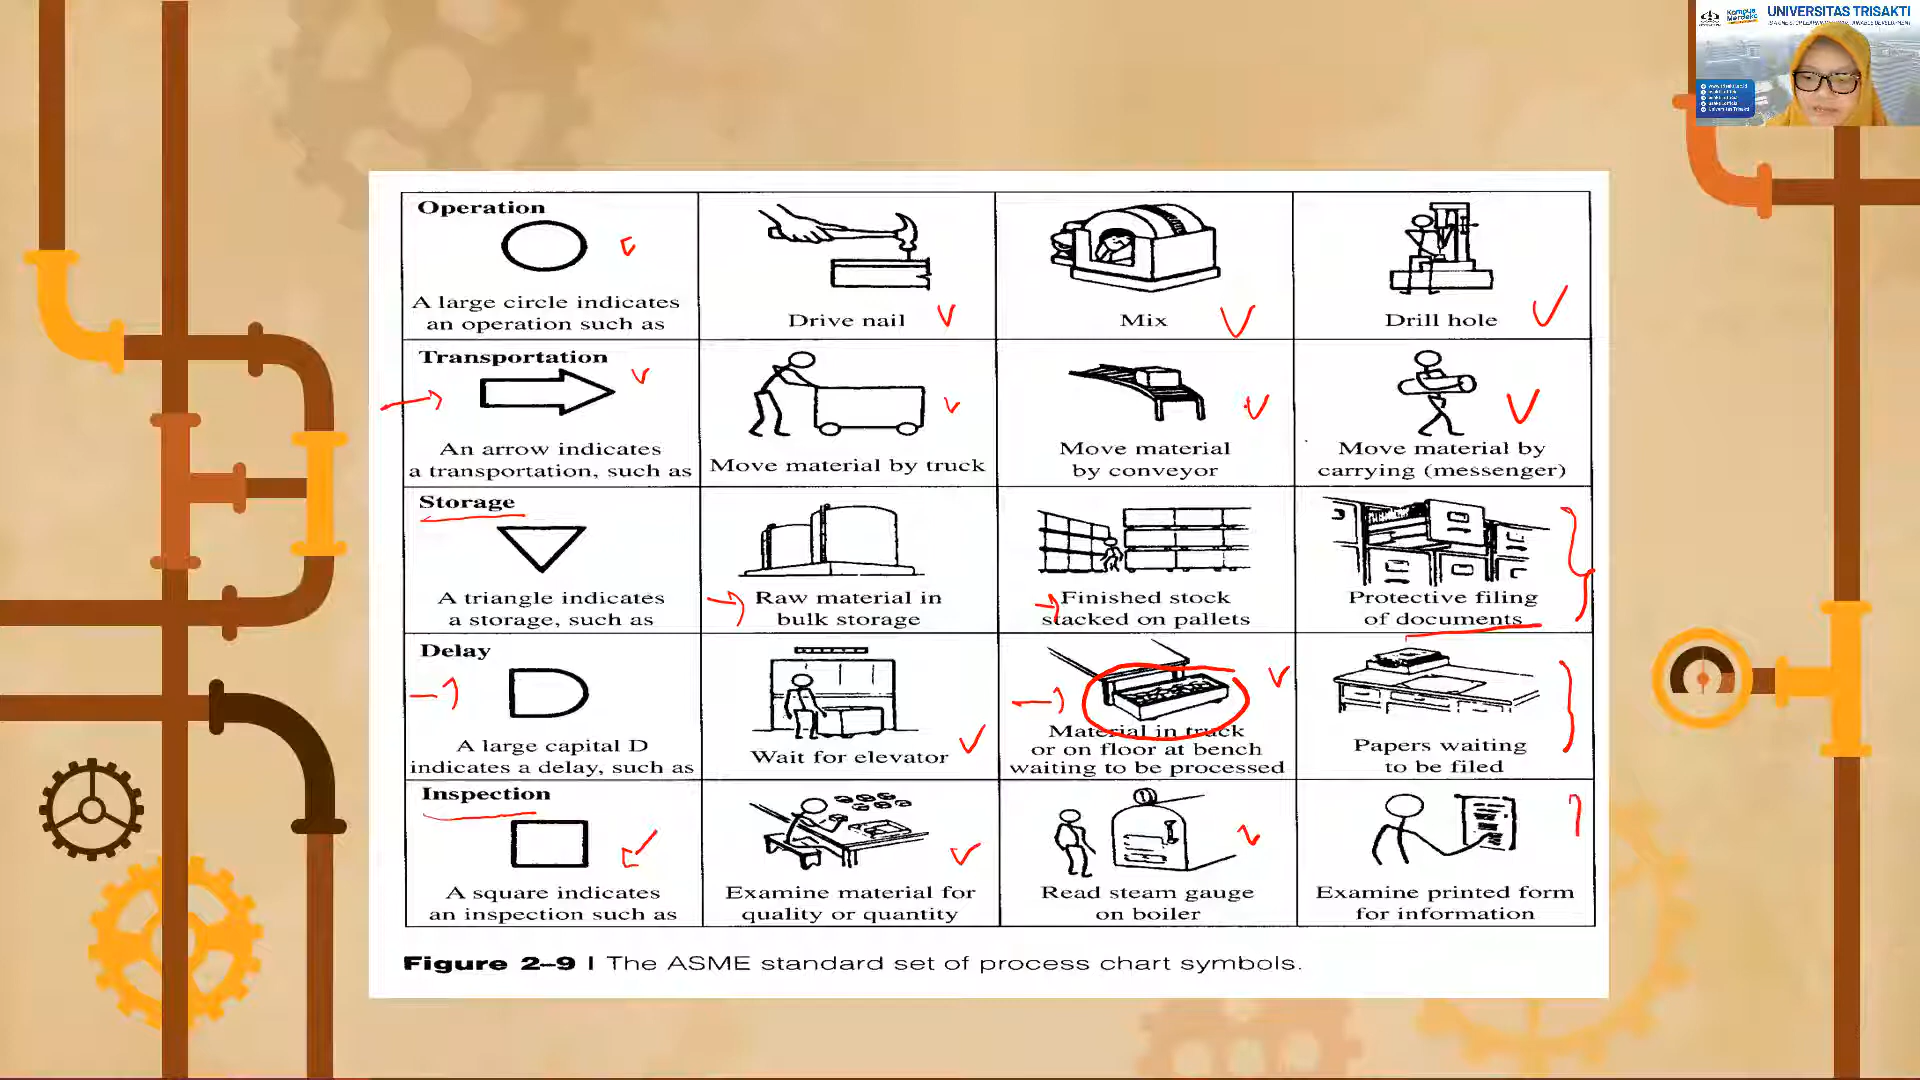 UNIVERSITAS TRISAKTI
Kampus
Merdeka
Operation
A large circle indicates
an operation such as
Drive nail
Mix
Drill hole
Transportation
An arrow indicates
a transportation, such as
Move material by truck
Move material
by conveyor
Move material by
carrying (messenger)
Storage
A triangle indicates
a storage, such as
Raw material in
bulk storage
Finished stock
stacked on pallets
Protective filing
of documents
Delay
A large capital D
indicates a delay, such as
Wait for elevator
Material in truck
or on floor at bench
waiting to be processed
Papers waiting
to be filed
Inspection
A square indicates
an inspection such as
Examine material for
quality or quantity
Read steam gauge
on boiler
Examine printed form
for information
Figure 2–9 | The ASME standard set of process chart symbols.